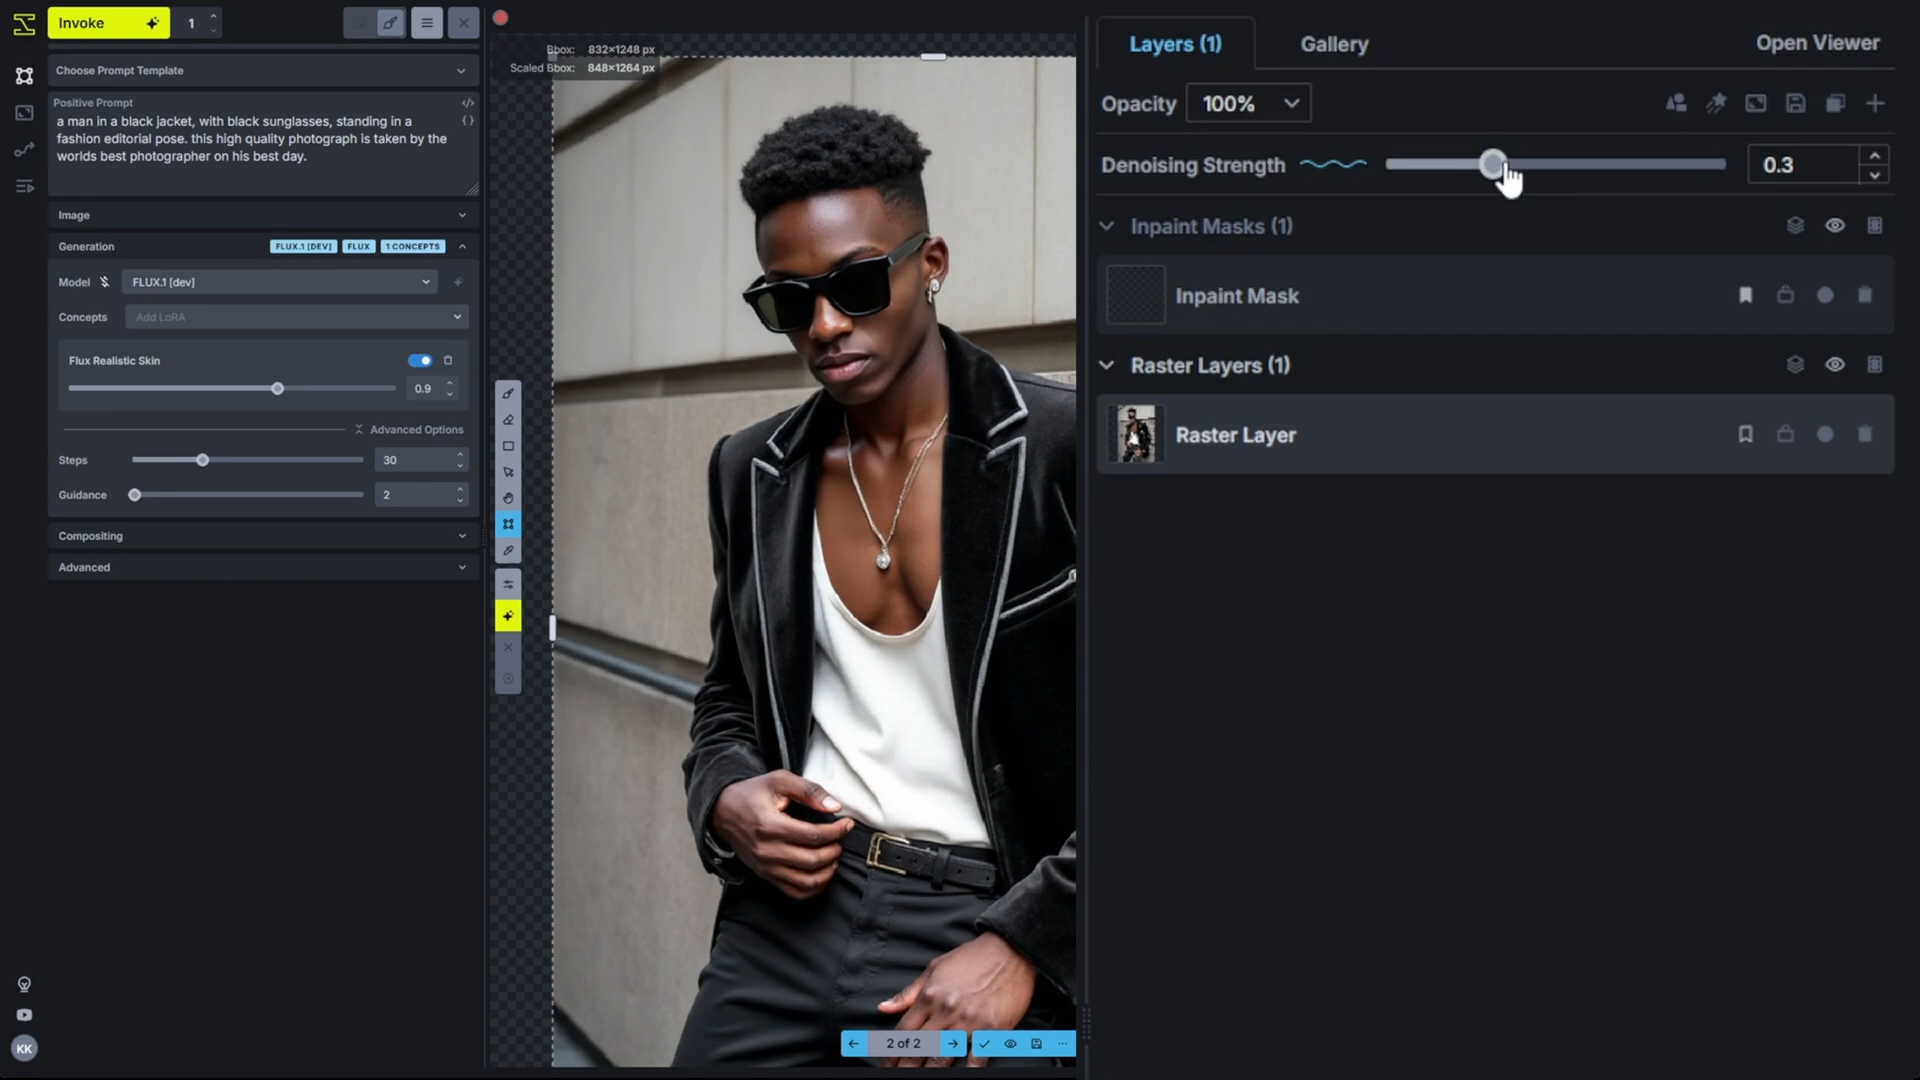 Invoke
1
Choose Prompt Template
Positive Prompt
a man in a black jacket, with black sunglasses, standing in a
fashion editorial pose. this high quality photograph is taken by the
worlds best photographer on his best day.
Image
Generation
FLUX.1 [DEV]
FLUX
1 CONCEPTS
Model
FLUX.1 [dev]
Concepts
Add LoRA
Flux Realistic Skin
0.9
Advanced Options
Steps
30
Guidance
2
Compositing
Advanced
KK
Bbox: 832×1248 px
Scaled Bbox: 848×1264 px
2 of 2
Layers (1)
Gallery
Open Viewer
Opacity
100%
Denoising Strength
0.3
Inpaint Masks (1)
Inpaint Mask
Raster Layers (1)
Raster Layer